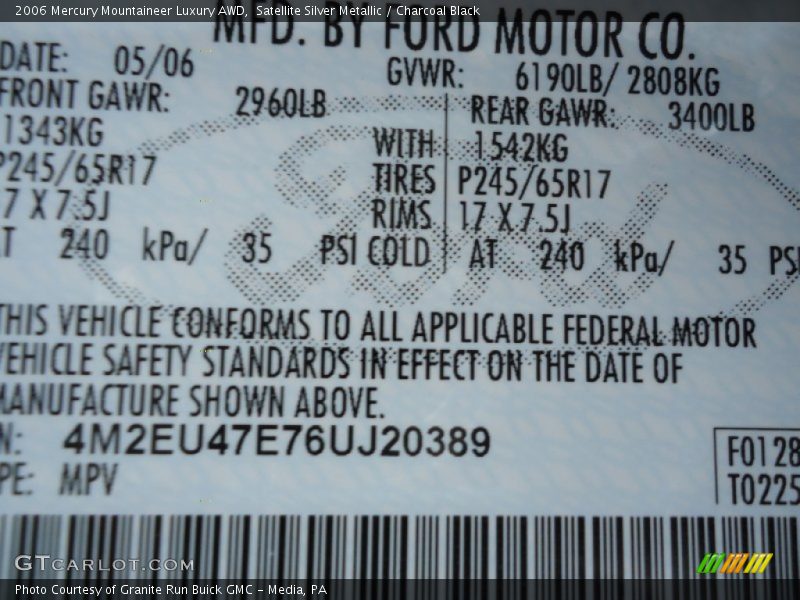 2006 Mercury Mountaineer Luxury AWD, Satellite Silver Metallic / Charcoal Black
MFD. BY FORD MOTOR CO.
DATE: 05/06 GVWR: 6190LB/ 2808KG
FRONT GAWR: 2960LB REAR GAWR: 3400LB
1343KG WITH 1542KG
P245/65R17 TIRES P245/65R17
17 X 7.5J RIMS 17 X 7.5J
AT 240 kPa/ 35 PSI COLD AT 240 kPa/ 35 PSI
THIS VEHICLE CONFORMS TO ALL APPLICABLE FEDERAL MOTOR
VEHICLE SAFETY STANDARDS IN EFFECT ON THE DATE OF
MANUFACTURE SHOWN ABOVE.
N: 4M2EU47E76UJ20389
PE: MPV
F0128
T0225
GTCARLOT.COM
Photo Courtesy of Granite Run Buick GMC - Media, PA